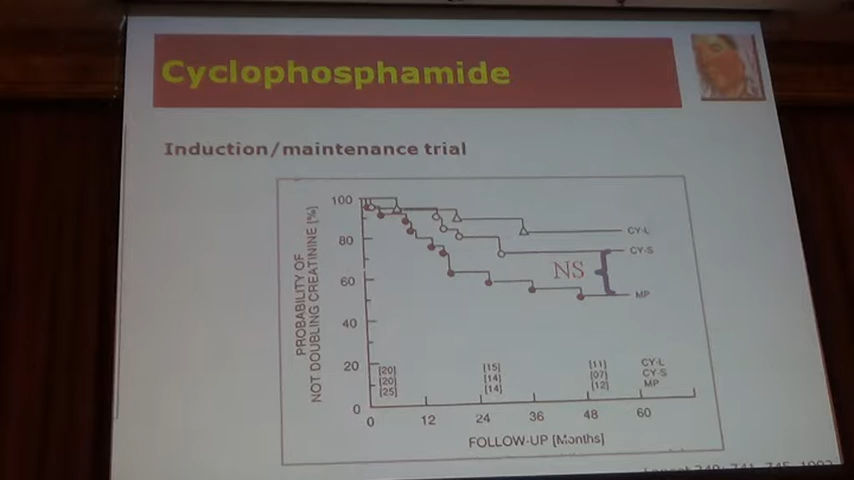 Cyclophosphamide
Induction/maintenance trial
PROBABILITY OF
NOT DOUBLING CREATININE [%]
100
80
60
40
20
0
CY-L
CY-S
NS
MP
[20]
[20]
[25]
[15]
[14]
[14]
[11]
[07]
[12]
CY-L
CY-S
MP
0
12
24
36
48
60
FOLLOW-UP [Months]